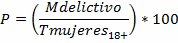 P = (Mdelictivo / Tmujeres18+) * 100